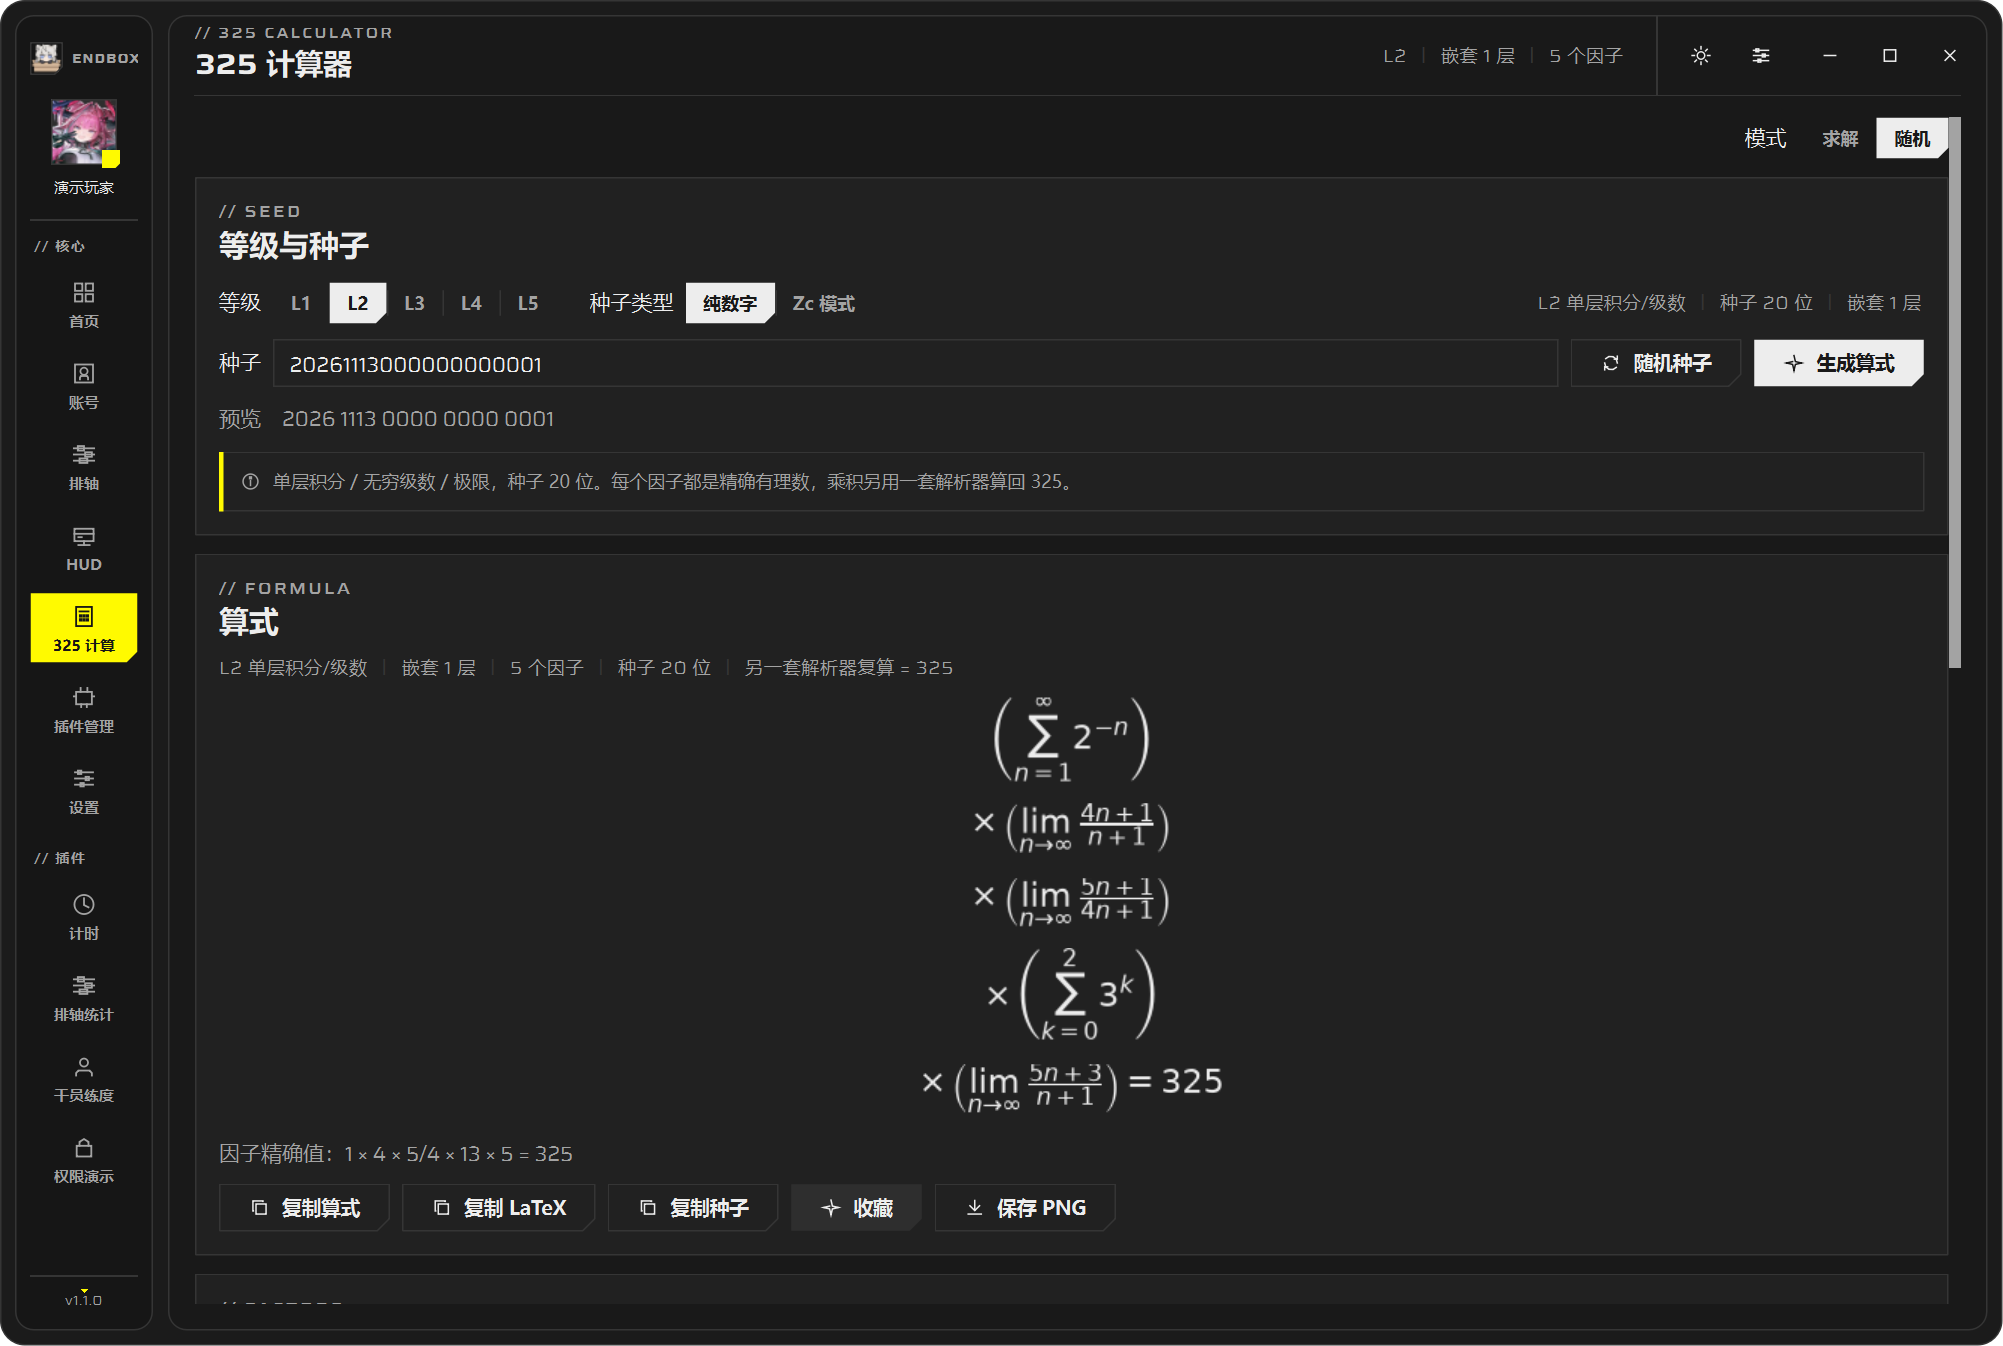 ENDBOX
演示玩家
// 核心
首页
账号
排轴
HUD
325 计算
插件管理
设置
// 插件
计时
排轴统计
干员练度
权限演示
v1.1.0
// 325 CALCULATOR
325 计算器
L2 嵌套 1 层 5 个因子
模式 求解 随机
// SEED
等级与种子
等级 L1 L2 L3 L4 L5 种子类型 纯数字 Zc 模式 L2 单层积分/级数 种子 20 位 嵌套 1 层
种子 20261113000000000001 随机种子 生成算式
预览 2026 1113 0000 0000 0001
单层积分 / 无穷级数 / 极限，种子 20 位。每个因子都是精确有理数，乘积另用一套解析器算回 325。
// FORMULA
算式
L2 单层积分/级数 嵌套 1 层 5 个因子 种子 20 位 另一套解析器复算 = 325
(∑_{n=1}^{∞} 2^{−n})
× (lim_{n→∞} (4n+1)/(n+1))
× (lim_{n→∞} (5n+1)/(4n+1))
× (∑_{k=0}^{2} 3^k)
× (lim_{n→∞} (5n+3)/(n+1)) = 325
因子精确值：1 × 4 × 5/4 × 13 × 5 = 325
复制算式 复制 LaTeX 复制种子 收藏 保存 PNG